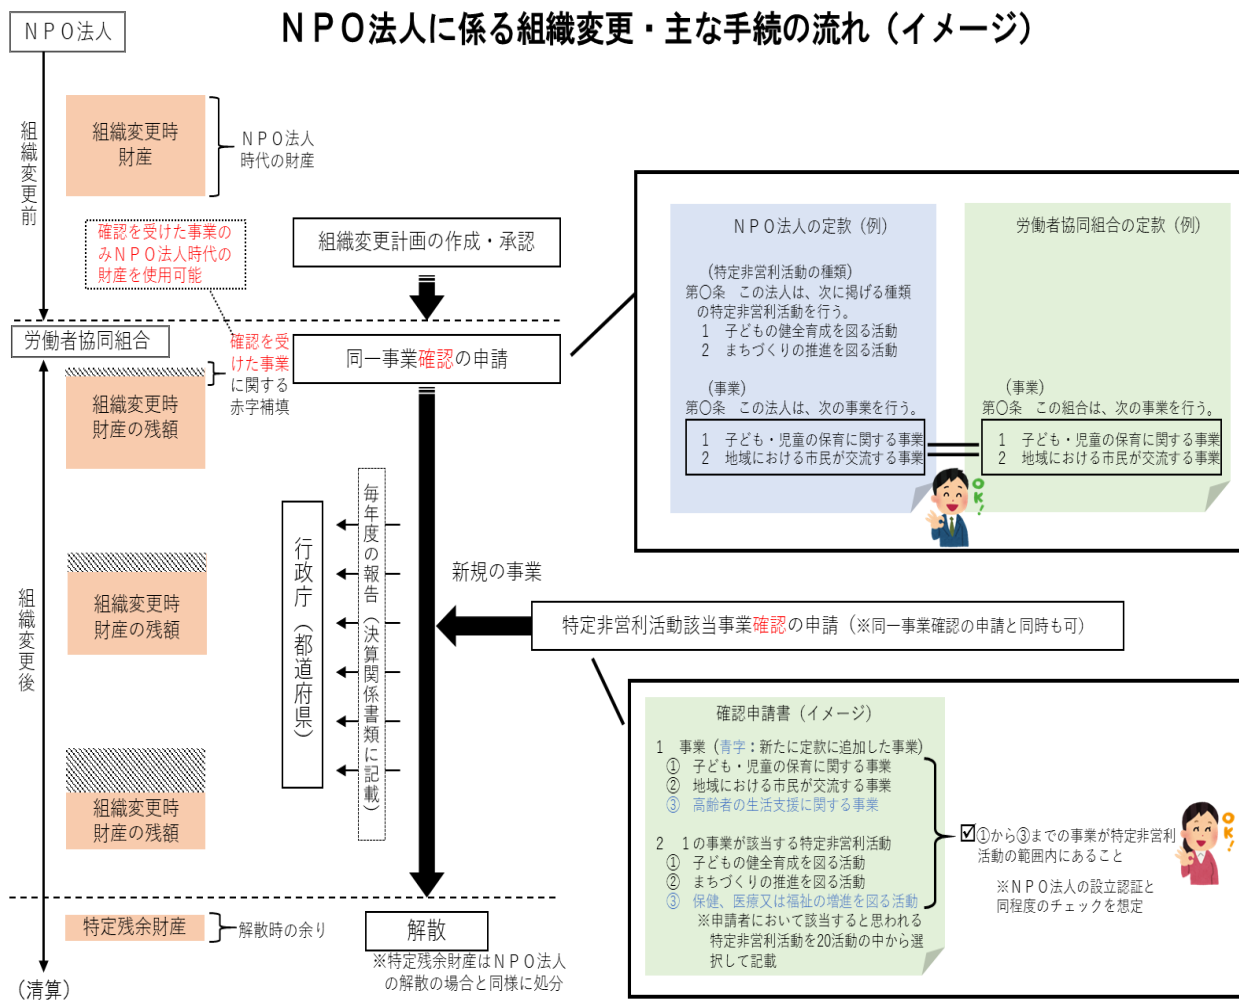 NPO法人に係る組織変更・主な手続の流れ（イメージ）
NPO法人
組織変更前
組織変更時
財産
NPO法人
時代の財産
確認を受けた事業の
みNPO法人時代の
財産を使用可能
組織変更計画の作成・承認
労働者協同組合
確認を受
けた事業
に関する
赤字補填
同一事業確認の申請
組織変更時
財産の残額
組織変更後
組織変更時
財産の残額
組織変更時
財産の残額
行政庁（都道府県）
毎年度の報告（決算関係書類に記載）
新規の事業
特定非営利活動該当事業確認の申請（※同一事業確認の申請と同時も可）
特定残余財産
解散時の余り
解散
※特定残余財産はNPO法人
の解散の場合と同様に処分
（清算）
NPO法人の定款（例）
（特定非営利活動の種類）
第〇条　この法人は、次に掲げる種類
の特定非営利活動を行う。
1　子どもの健全育成を図る活動
2　まちづくりの推進を図る活動
（事業）
第〇条　この法人は、次の事業を行う。
1　子ども・児童の保育に関する事業
2　地域における市民が交流する事業
労働者協同組合の定款（例）
（事業）
第〇条　この組合は、次の事業を行う。
1　子ども・児童の保育に関する事業
2　地域における市民が交流する事業
OK!
確認申請書（イメージ）
1　事業（青字：新たに定款に追加した事業）
①　子ども・児童の保育に関する事業
②　地域における市民が交流する事業
③　高齢者の生活支援に関する事業
2　1の事業が該当する特定非営利活動
①　子どもの健全育成を図る活動
②　まちづくりの推進を図る活動
③　保健、医療又は福祉の増進を図る活動
※申請者において該当すると思われる
特定非営利活動を20活動の中から選
択して記載
☑①から③までの事業が特定非営利
活動の範囲内にあること
※NPO法人の設立認証と
同程度のチェックを想定
OK!